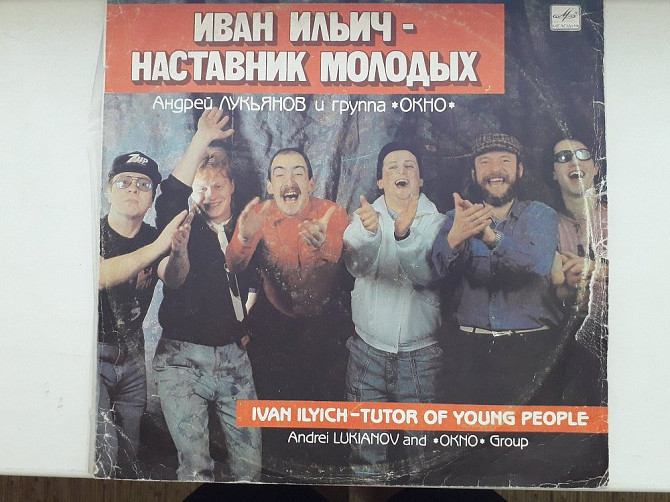 ИВАН ИЛЬИЧ -
НАСТАВНИК МОЛОДЫХ
МЕЛОДИЯ
Андрей ЛУКЬЯНОВ и группа *ОКНО*
IVAN ILYICH - TUTOR OF YOUNG PEOPLE
Andrei LUKIANOV and *OKNO* Group